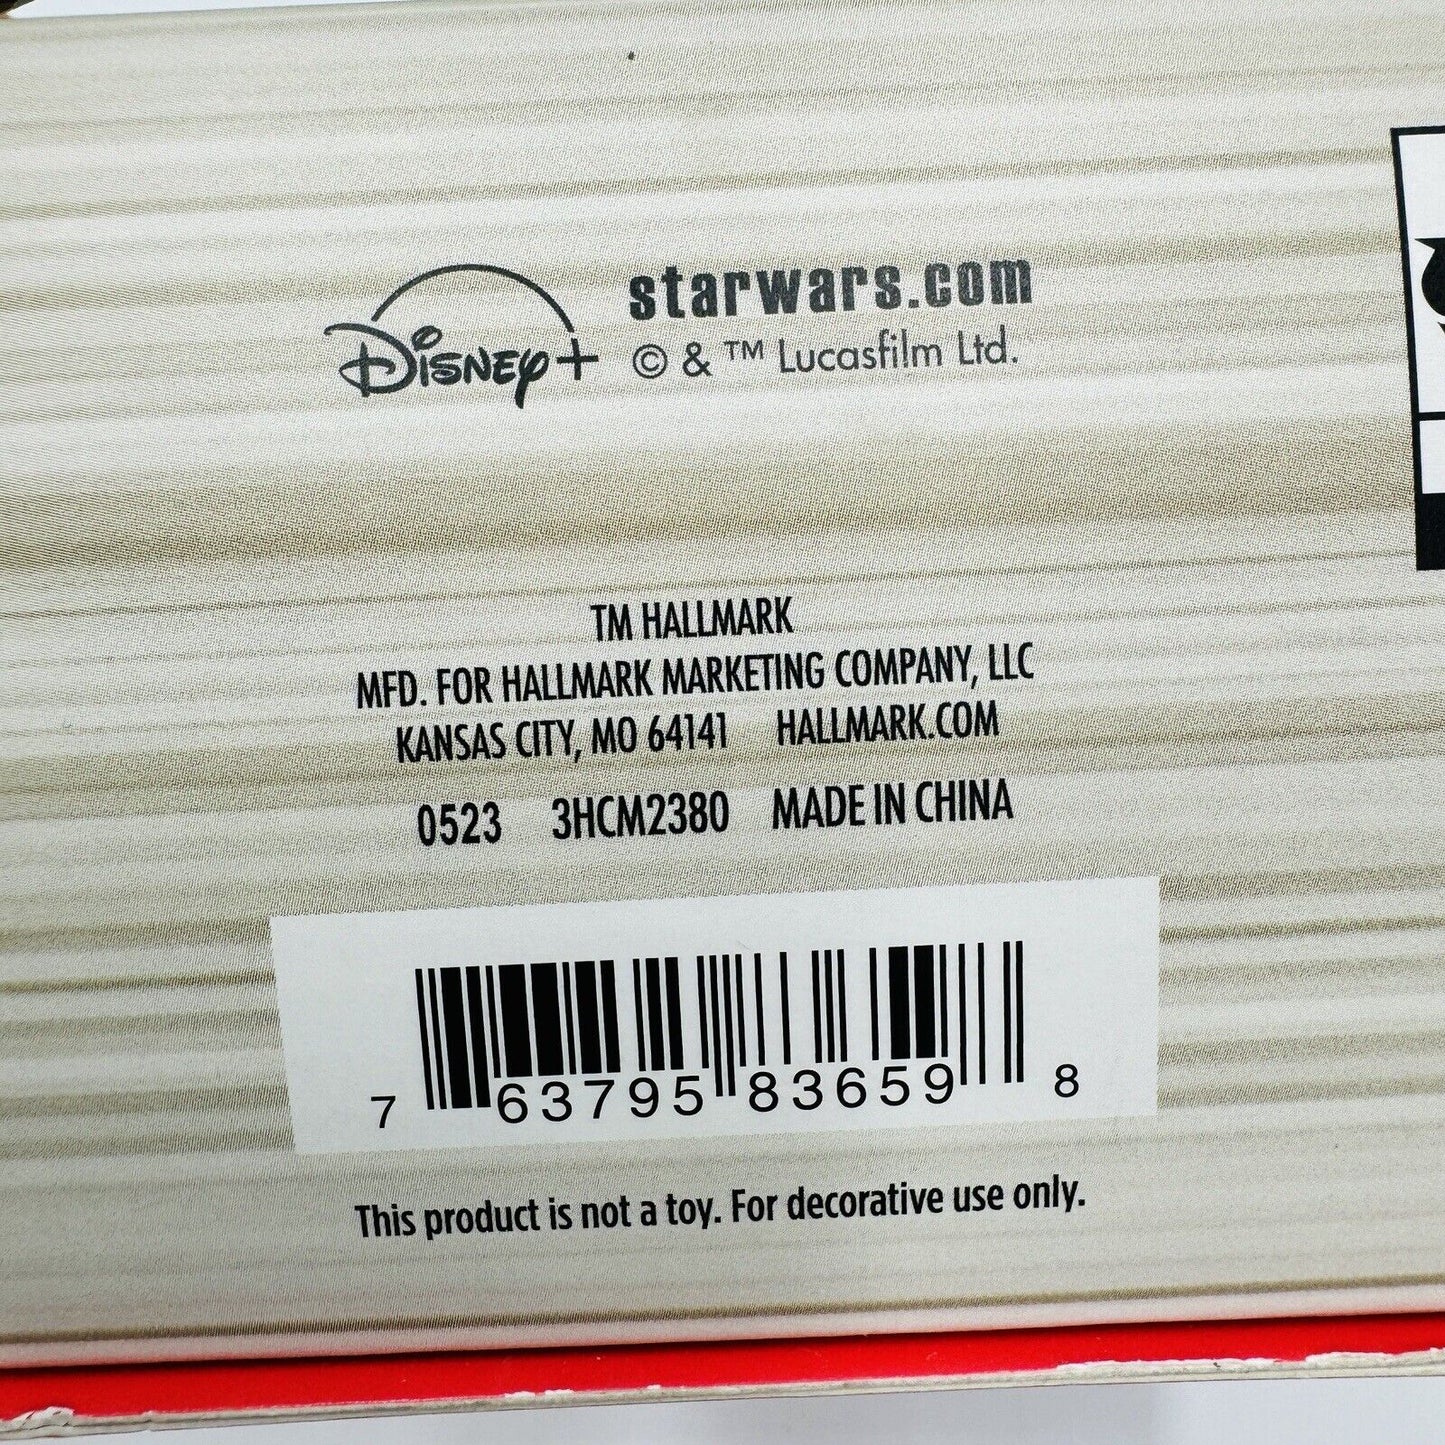 Disney+
starwars.com
© & ™ Lucasfilm Ltd.
TM HALLMARK
MFD. FOR HALLMARK MARKETING COMPANY, LLC
KANSAS CITY, MO 64141 HALLMARK.COM
0523 3HCM2380 MADE IN CHINA
7 63795 83659 8
This product is not a toy. For decorative use only.